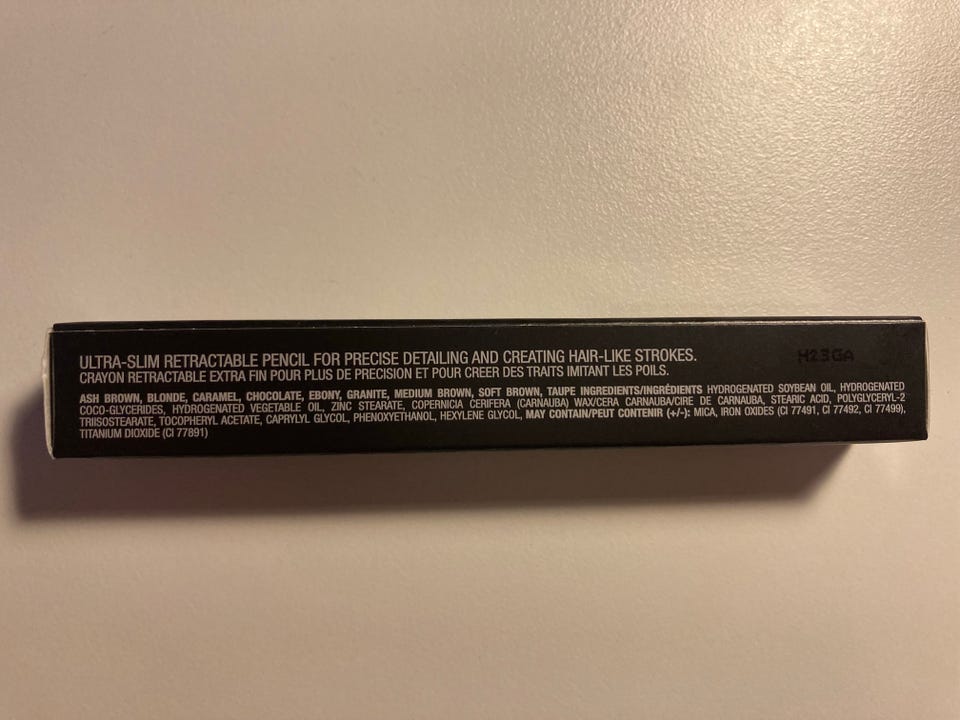 ULTRA-SLIM RETRACTABLE PENCIL FOR PRECISE DETAILING AND CREATING HAIR-LIKE STROKES.
H23GA
CRAYON RETRACTABLE EXTRA FIN POUR PLUS DE PRECISION ET POUR CREER DES TRAITS IMITANT LES POILS.
ASH BROWN, BLONDE, CARAMEL, CHOCOLATE, EBONY, GRANITE, MEDIUM BROWN, SOFT BROWN, TAUPE INGREDIENTS/INGRÉDIENTS HYDROGENATED SOYBEAN OIL, HYDROGENATED
COCO-GLYCERIDES, HYDROGENATED VEGETABLE OIL, ZINC STEARATE, COPERNICIA CERIFERA (CARNAUBA) WAX/CERA CARNAUBA/CIRE DE CARNAUBA, STEARIC ACID, POLYGLYCERYL-2
TRIISOSTEARATE, TOCOPHERYL ACETATE, CAPRYLYL GLYCOL, PHENOXYETHANOL, HEXYLENE GLYCOL, MAY CONTAIN/PEUT CONTENIR (+/-): MICA, IRON OXIDES (CI 77491, CI 77492, CI 77499),
TITANIUM DIOXIDE (CI 77891)